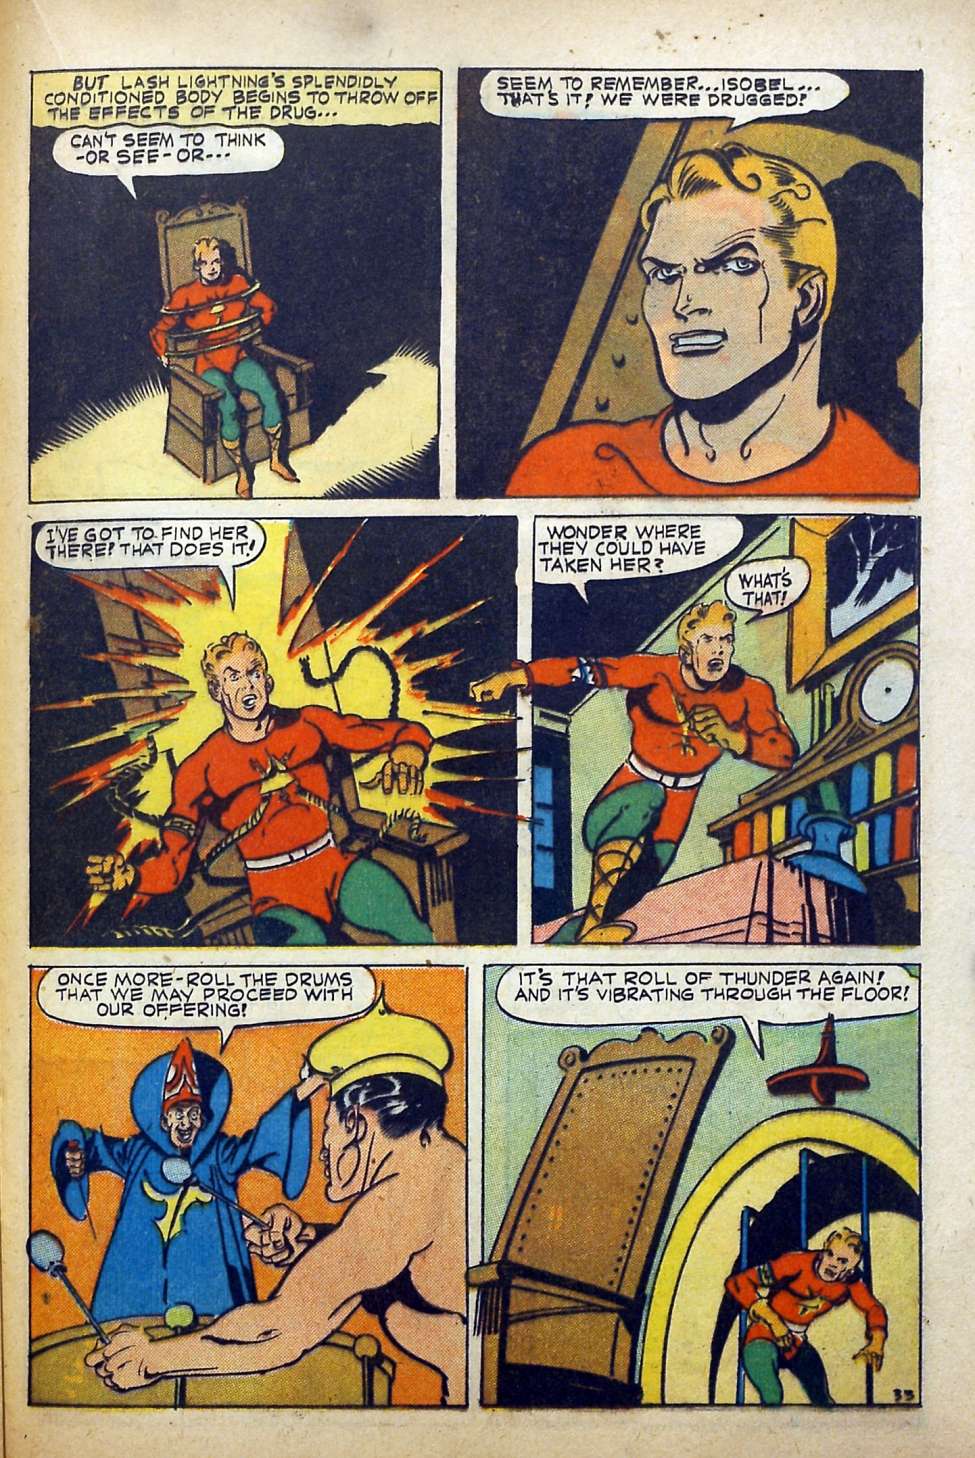 BUT LASH LIGHTNING'S SPLENDIDLY
CONDITIONED BODY BEGINS TO THROW OFF
THE EFFECTS OF THE DRUG...
CAN'T SEEM TO THINK
-OR SEE-OR---
SEEM TO REMEMBER...ISOBEL...
THAT'S IT! WE WERE DRUGGED!
I'VE GOT TO FIND HER
THERE! THAT DOES IT!
WONDER WHERE
THEY COULD HAVE
TAKEN HER?
WHAT'S
THAT!
ONCE MORE-ROLL THE DRUMS
THAT WE MAY PROCEED WITH
OUR OFFERING!
IT'S THAT ROLL OF THUNDER AGAIN!
AND IT'S VIBRATING THROUGH THE FLOOR!
33